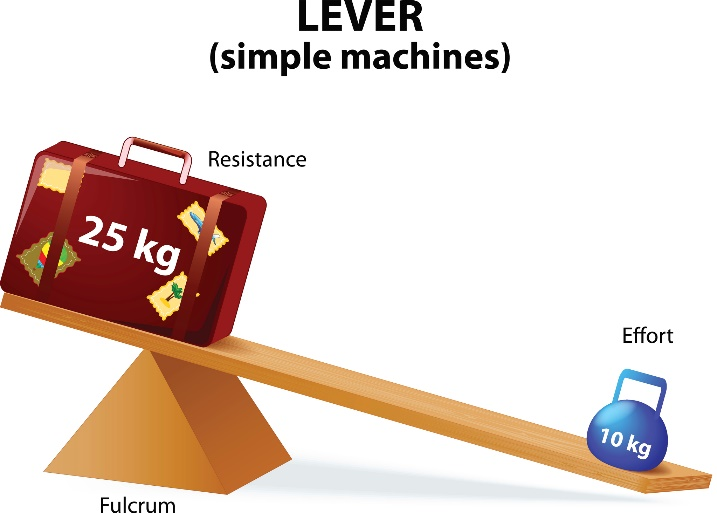 LEVER
(simple machines)
Resistance
25 kg
Effort
10 kg
Fulcrum